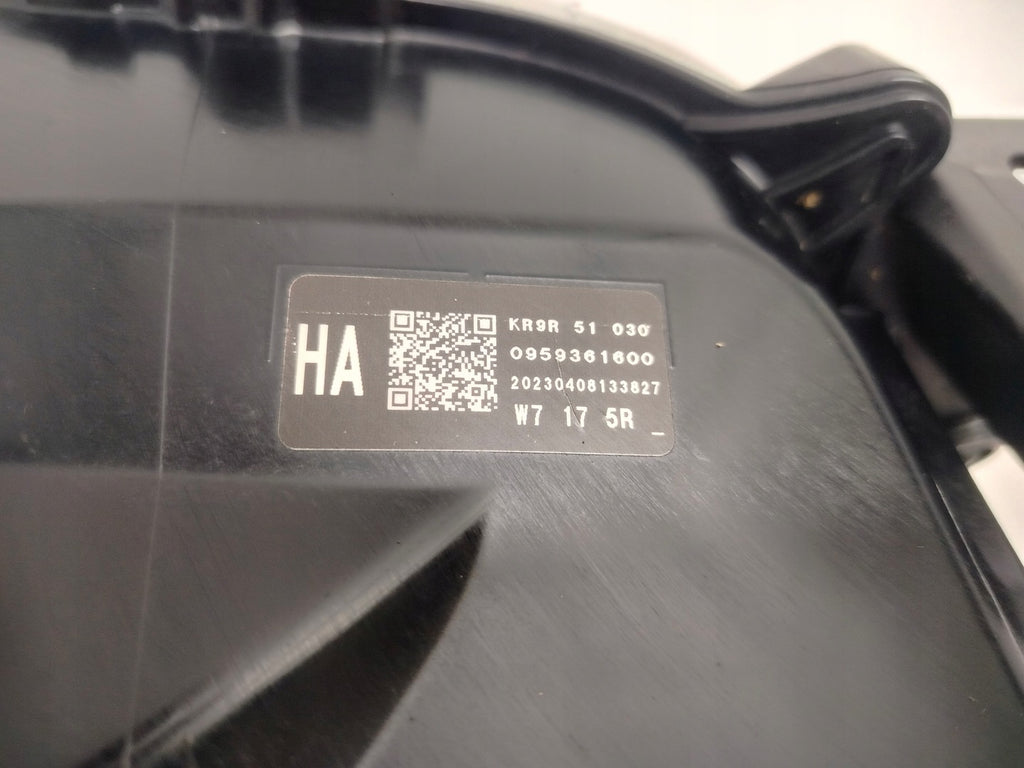 HA
KR9R 51 030
0959361600
20230408133827
W7 17 5R _